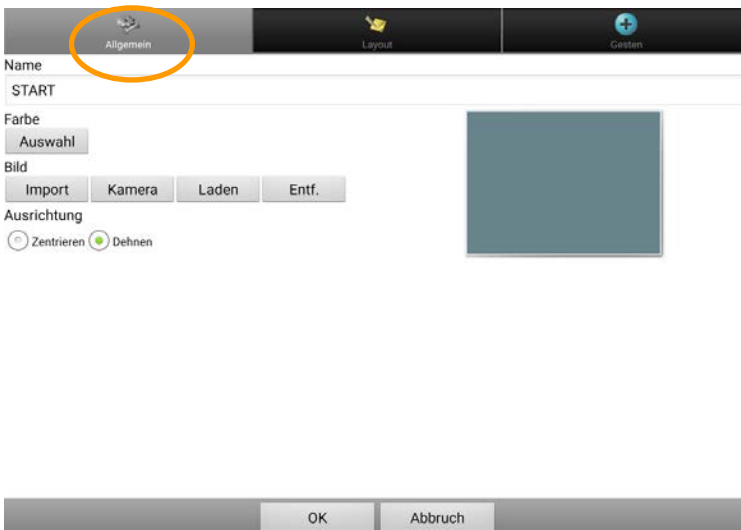 Allgemein Layout Gesten
Name
START
Farbe
Auswahl
Bild
Import Kamera Laden Entf.
Ausrichtung
Zentrieren Dehnen
OK Abbruch